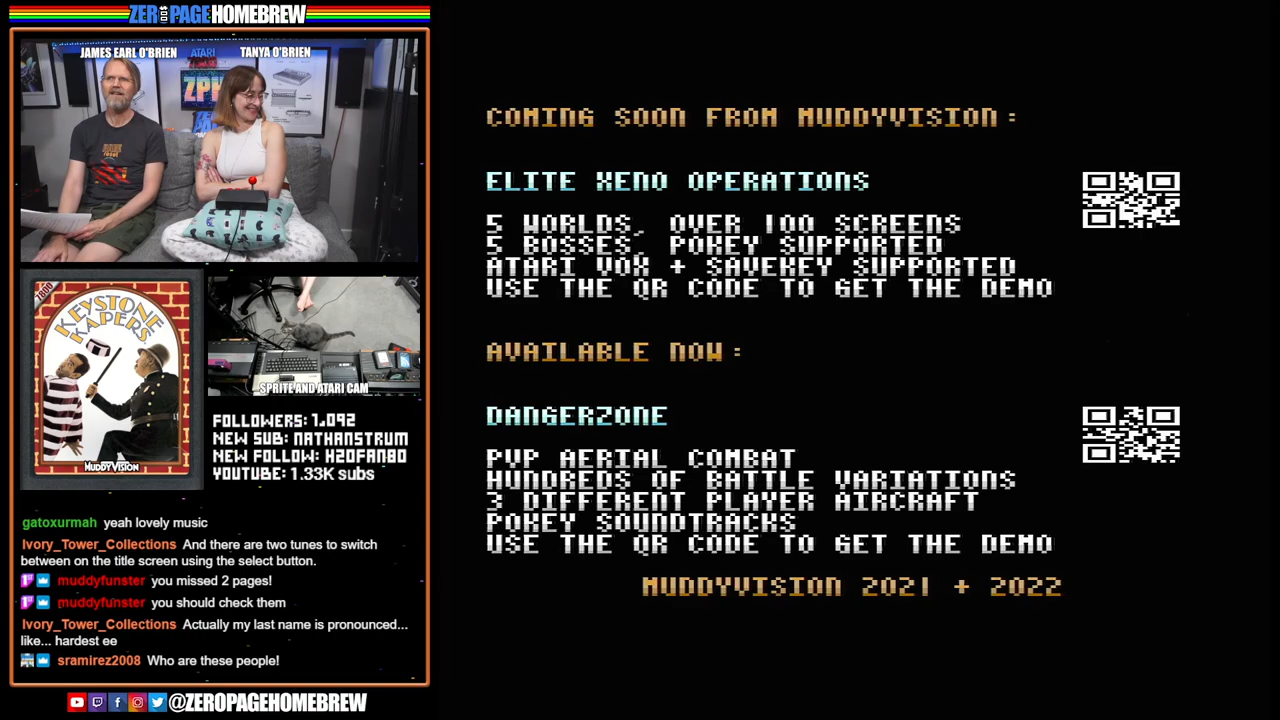 ZEROPAGE HOMEBREW
JAMES EARL O'BRIEN
TANYA O'BRIEN
ATARI
ZPH
7800
KEYSTONE
KAPERS
MUDDYVISION
SPRITE AND ATARI CAM
FOLLOWERS: 1,092
NEW SUB: NATHANSTRUM
NEW FOLLOW: H2OFAN80
YOUTUBE: 1.33K subs
gatoxurmah yeah lovely music
Ivory_Tower_Collections And there are two tunes to switch
between on the title screen using the select button.
muddyfunster you missed 2 pages!
muddyfunster you should check them
Ivory_Tower_Collections Actually my last name is pronounced...
like... hardest ee
sramirez2008 Who are these people!
@ZEROPAGEHOMEBREW
COMING SOON FROM MUDDYVISION:
ELITE XENO OPERATIONS
5 WORLDS, OVER 100 SCREENS
5 BOSSES, POKEY SUPPORTED
ATARI VOX + SAVEKEY SUPPORTED
USE THE QR CODE TO GET THE DEMO
AVAILABLE NOW:
DANGERZONE
PVP AERIAL COMBAT
HUNDREDS OF BATTLE VARIATIONS
3 DIFFERENT PLAYER AIRCRAFT
POKEY SOUNDTRACKS
USE THE QR CODE TO GET THE DEMO
MUDDYVISION 2021 + 2022